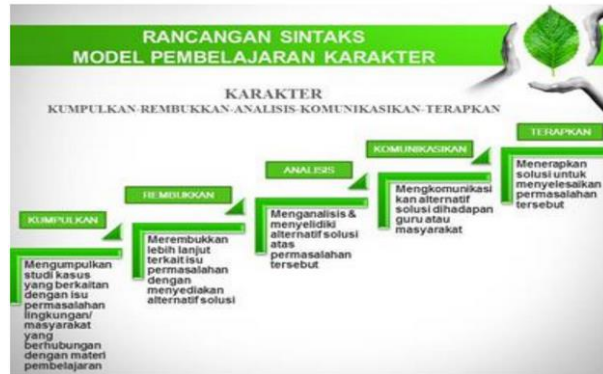 RANCANGAN SINTAKS
MODEL PEMBELAJARAN KARAKTER
KARAKTER
KUMPULKAN-REMBUKKAN-ANALISIS-KOMUNIKASIKAN-TERAPKAN
KUMPULKAN
Mengumpulkan
studi kasus
yang berkaitan
dengan isu
permasalahan
lingkungan/
masyarakat
yang
berhubungan
dengan materi
pembelajaran
REMBUKKAN
Merembukkan
lebih lanjut
terkait isu
permasalahan
dengan
menyediakan
alternatif solusi
ANALISIS
Menganalisis &
menyelidiki
alternatif solusi
atas
permasalahan
tersebut
KOMUNIKASIKAN
Mengkomunikasi
kan alternatif
solusi dihadapan
guru atau
masyarakat
TERAPKAN
Menerapkan
solusi untuk
menyelesaikan
permasalahan
tersebut